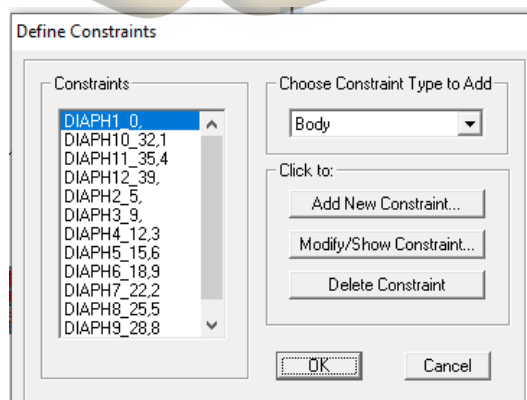 Define Constraints
Constraints
DIAPH1_0,
DIAPH10_32,1
DIAPH11_35,4
DIAPH12_39,
DIAPH2_5,
DIAPH3_9,
DIAPH4_12,3
DIAPH5_15,6
DIAPH6_18,9
DIAPH7_22,2
DIAPH8_25,5
DIAPH9_28,8
Choose Constraint Type to Add
Body
Click to:
Add New Constraint...
Modify/Show Constraint...
Delete Constraint
OK
Cancel